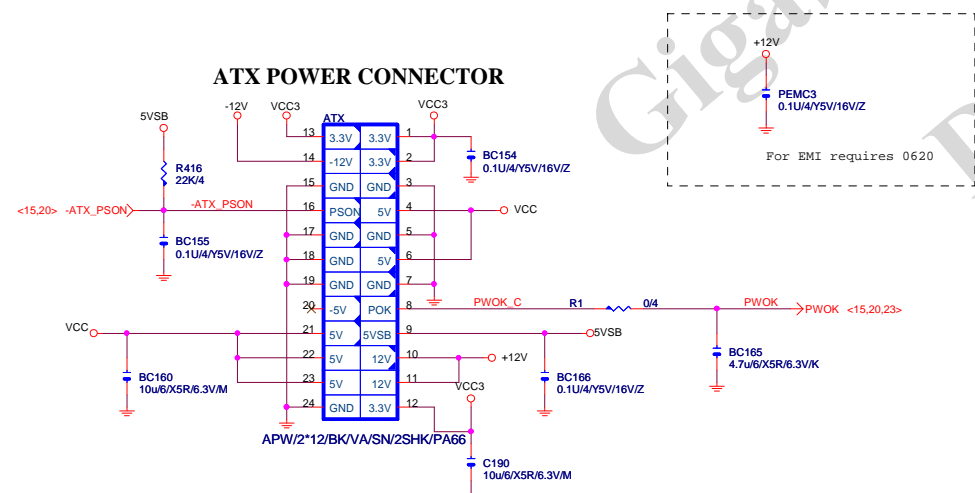 ATX POWER CONNECTOR
+12V
PEMC3
0.1U/4/Y5V/16V/Z
For EMI requires 0620
5VSB
-12V
VCC3
VCC3
ATX
R416
22K/4
<15,20> -ATX_PSON
-ATX_PSON
BC155
0.1U/4/Y5V/16V/Z
BC154
0.1U/4/Y5V/16V/Z
13 3.3V 3.3V 1
14 -12V 3.3V 2
15 GND GND 3
16 PSON 5V 4
VCC
17 GND GND 5
18 GND 5V 6
19 GND GND 7
20 -5V POK 8
PWOK_C
R1
0/4
PWOK
PWOK <15,20,23>
VCC
21 5V 5VSB 9
5VSB
22 5V 12V 10
+12V
23 5V 12V 11
24 GND 3.3V 12
VCC3
BC160
10u/6/X5R/6.3V/M
BC166
0.1U/4/Y5V/16V/Z
BC165
4.7u/6/X5R/6.3V/K
APW/2*12/BK/VA/SN/2SHK/PA66
C190
10u/6/X5R/6.3V/M